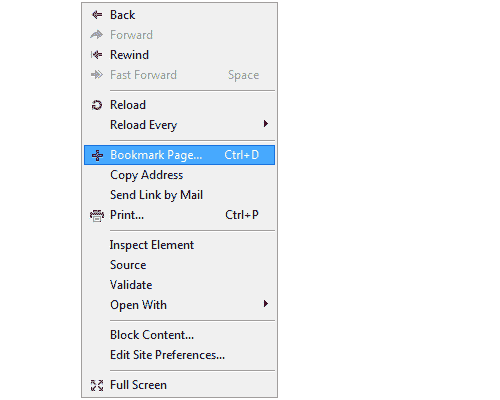 Back
Forward
Rewind
Fast Forward Space
Reload
Reload Every
Bookmark Page... Ctrl+D
Copy Address
Send Link by Mail
Print... Ctrl+P
Inspect Element
Source
Validate
Open With
Block Content...
Edit Site Preferences...
Full Screen